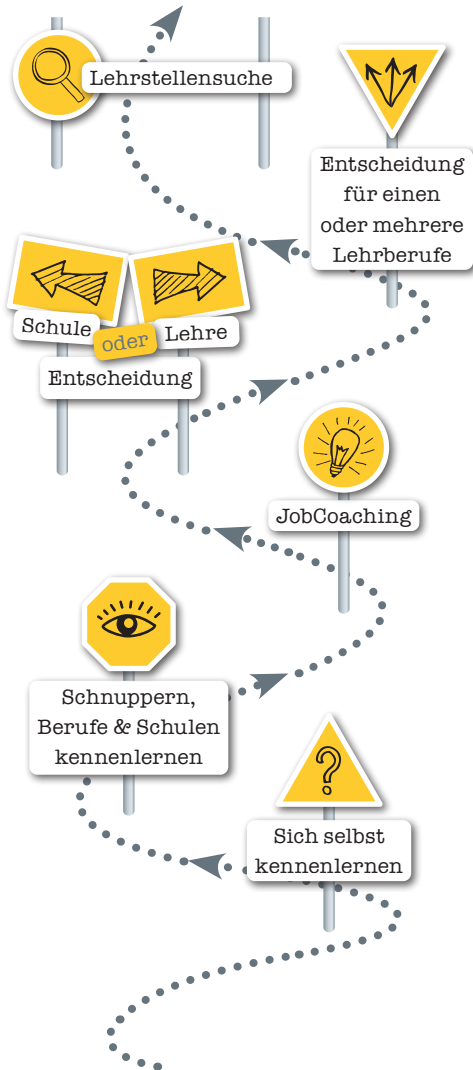 Lehrstellensuche
Entscheidung
für einen
oder mehrere
Lehrberufe
Schule
oder
Lehre
Entscheidung
JobCoaching
Schnuppern,
Berufe & Schulen
kennenlernen
?
Sich selbst
kennenlernen